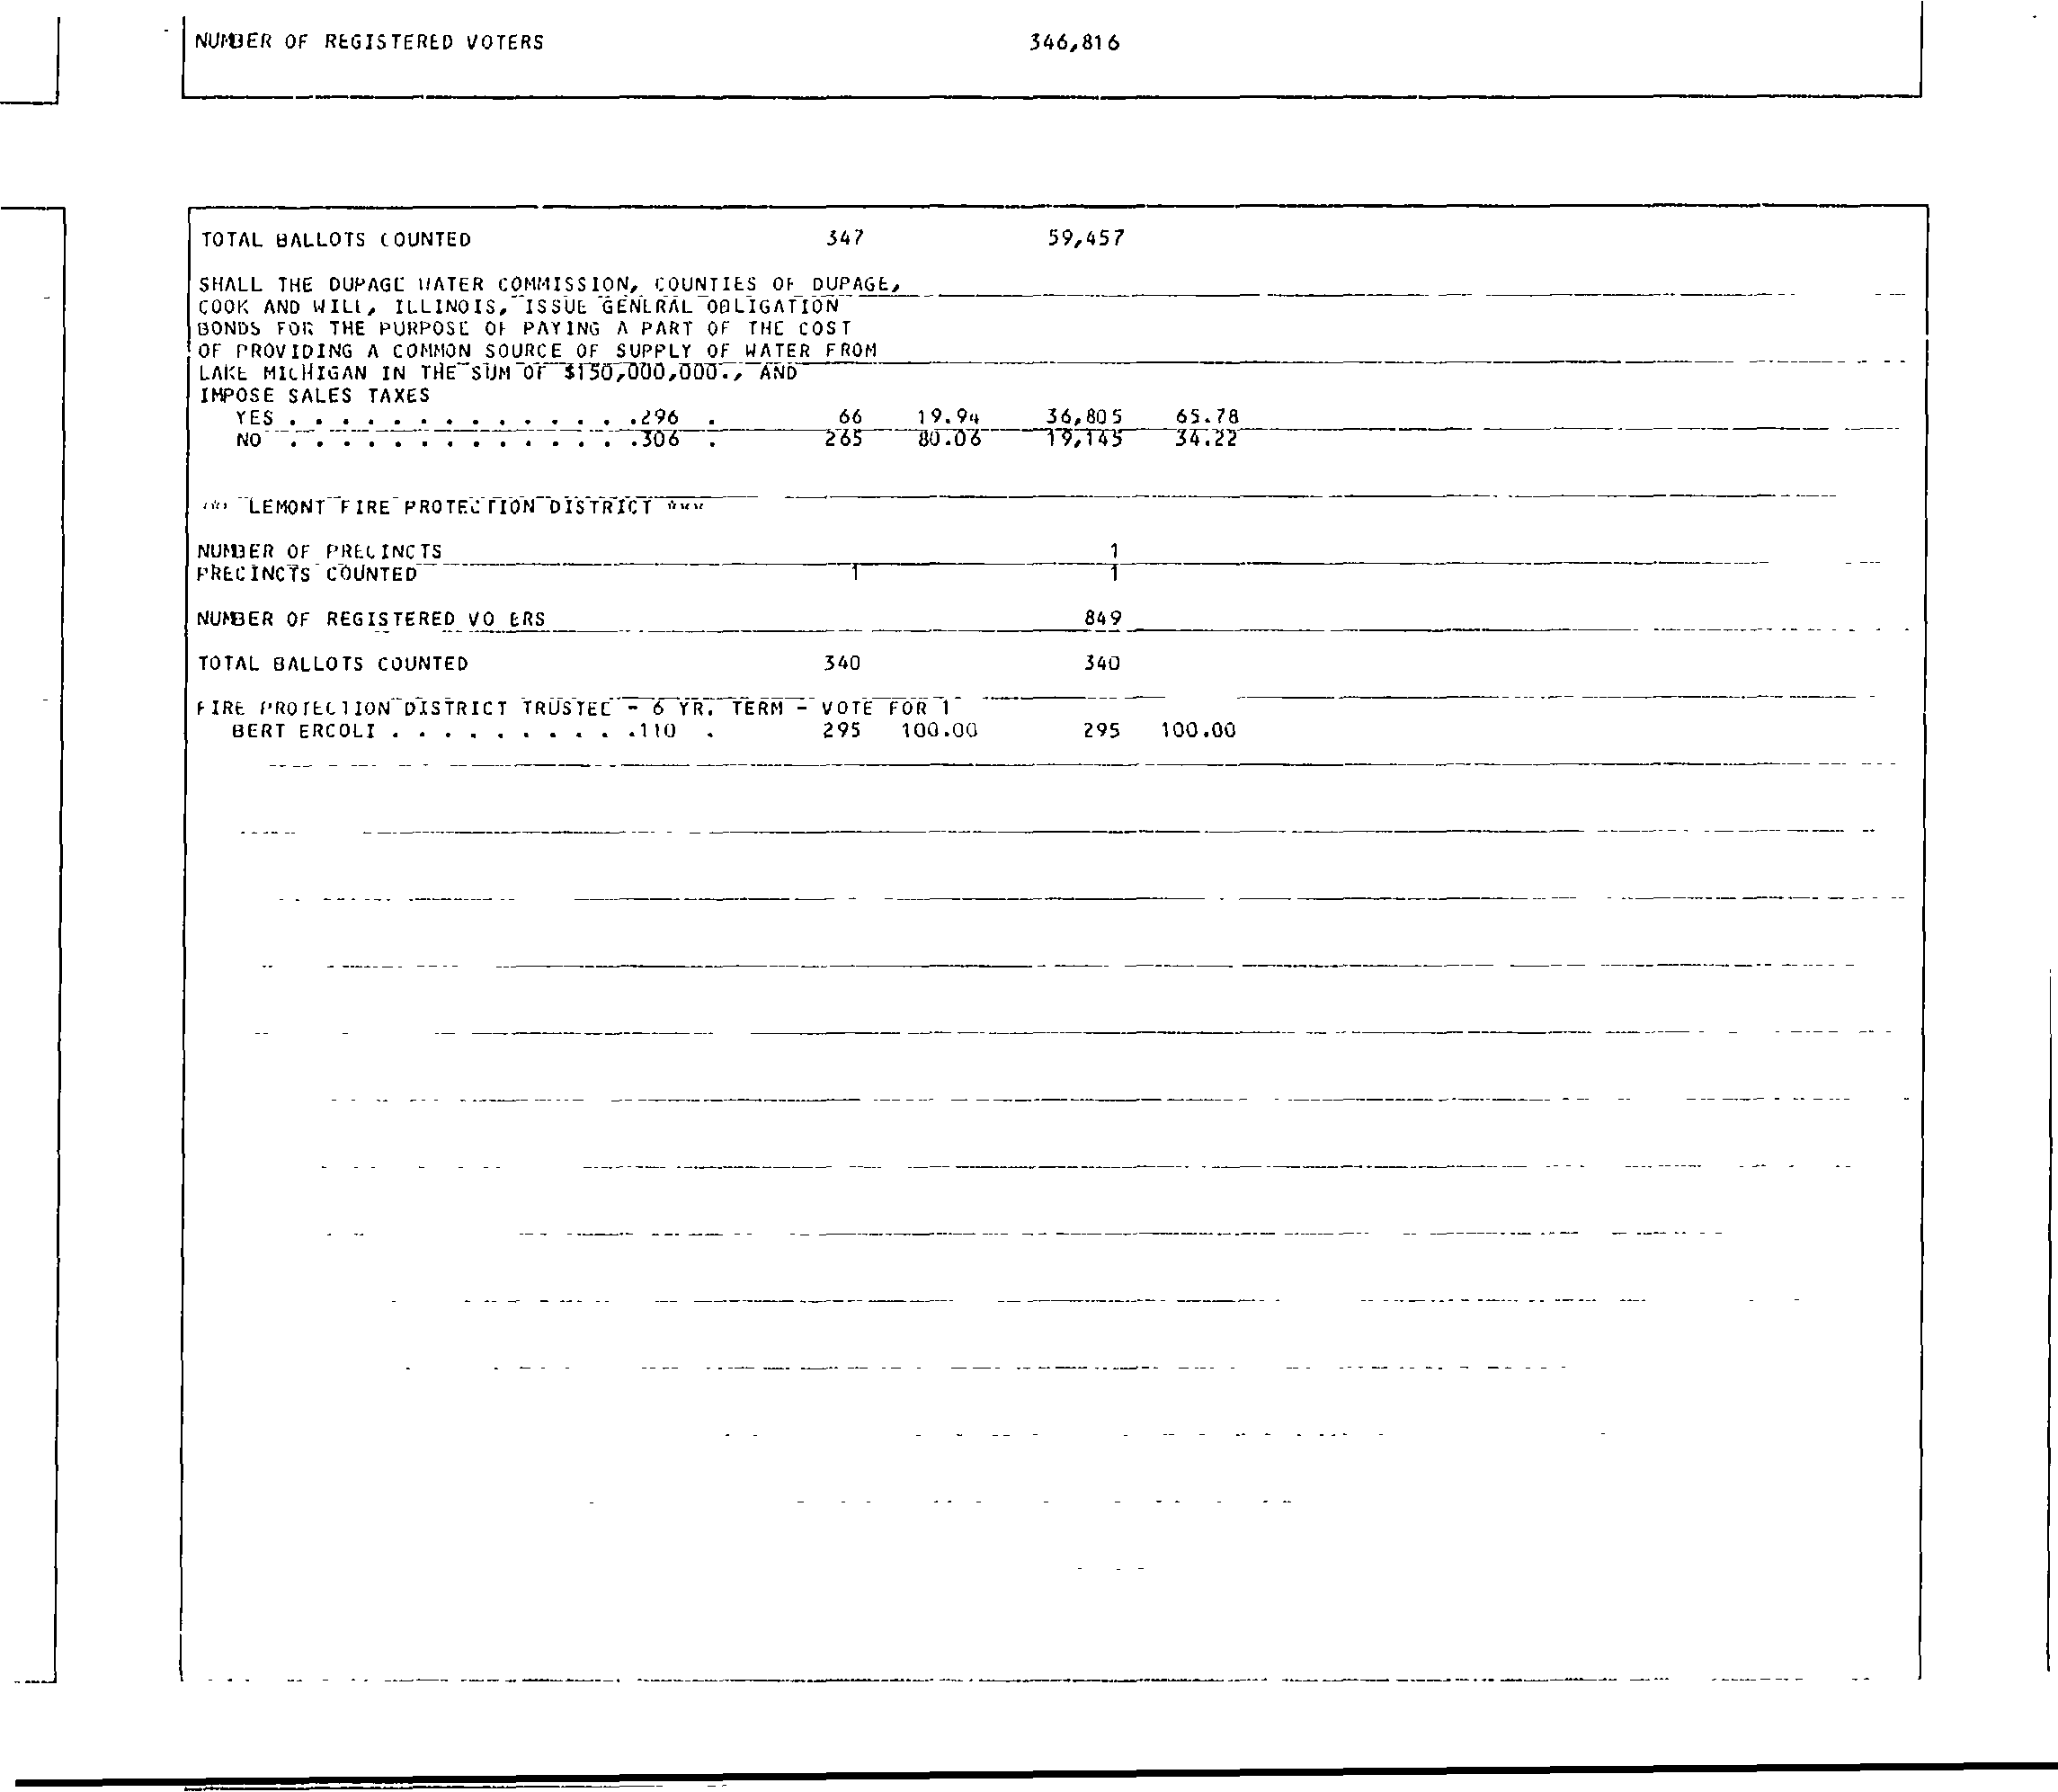 NUMBER OF REGISTERED VOTERS 346,816
TOTAL BALLOTS COUNTED 347 59,457
SHALL THE DUPAGE WATER COMMISSION, COUNTIES OF DUPAGE,
COOK AND WILL, ILLINOIS, ISSUE GENERAL OBLIGATION
BONDS FOR THE PURPOSE OF PAYING A PART OF THE COST
OF PROVIDING A COMMON SOURCE OF SUPPLY OF WATER FROM
LAKE MICHIGAN IN THE SUM OF $150,000,000., AND
IMPOSE SALES TAXES
YES . . . . . . . . . . . . . .296 . 66 19.94 36,805 65.78
NO . . . . . . . . . . . . . .306 . 265 80.06 19,145 34.22
*** LEMONT FIRE PROTECTION DISTRICT ***
NUMBER OF PRECINCTS 1
PRECINCTS COUNTED 1 1
NUMBER OF REGISTERED VO ERS 849
TOTAL BALLOTS COUNTED 340 340
FIRE PROTECTION DISTRICT TRUSTEE - 6 YR. TERM - VOTE FOR 1
BERT ERCOLI . . . . . . . . . .110 . 295 100.00 295 100.00